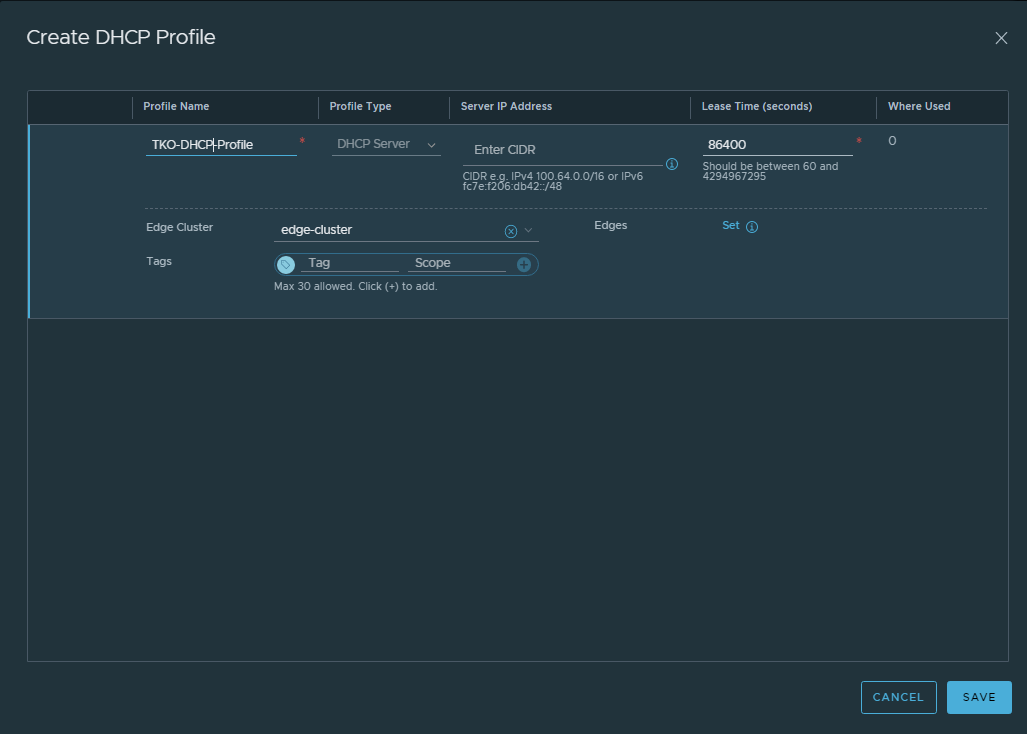 Create DHCP Profile
Profile Name
Profile Type
Server IP Address
Lease Time (seconds)
Where Used
TKO-DHCP-Profile *
DHCP Server
Enter CIDR
CIDR e.g. IPv4 100.64.0.0/16 or IPv6
fc7e:f206:db42::/48
86400 *
Should be between 60 and
4294967295
0
Edge Cluster
edge-cluster
Edges
Set
Tags
Tag
Scope
Max 30 allowed. Click (+) to add.
CANCEL
SAVE